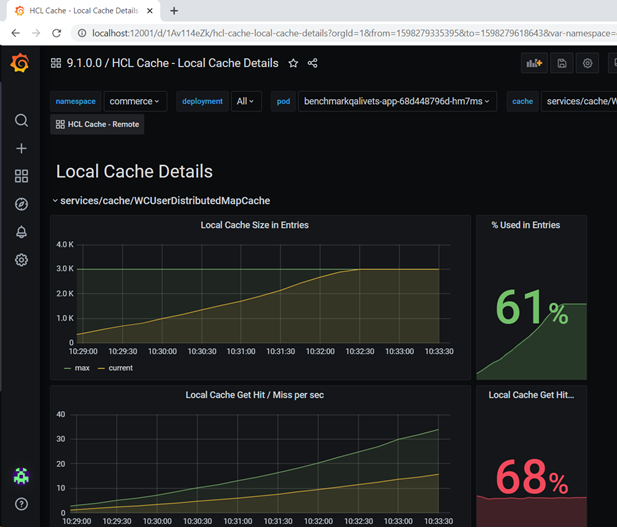 HCL Cache - Local Cache Details
localhost:12001/d/1Av114eZk/hcl-cache-local-cache-details?orgId=1&from=1598279335395&to=1598279618643&var-namespace=
9.1.0.0 / HCL Cache - Local Cache Details
namespace commerce deployment All pod benchmarkqalivets-app-68d448796d-hm7ms cache services/cache/W
HCL Cache - Remote
Local Cache Details
services/cache/WCUserDistributedMapCache
Local Cache Size in Entries
4.0 K
3.0 K
2.0 K
1.0 K
0
10:29:00 10:29:30 10:30:00 10:30:30 10:31:00 10:31:30 10:32:00 10:32:30 10:33:00 10:33:30
max current
% Used in Entries
61%
Local Cache Get Hit / Miss per sec
40
30
20
10
0
10:29:00 10:29:30 10:30:00 10:30:30 10:31:00 10:31:30 10:32:00 10:32:30 10:33:00 10:33:30
Local Cache Get Hit...
68%